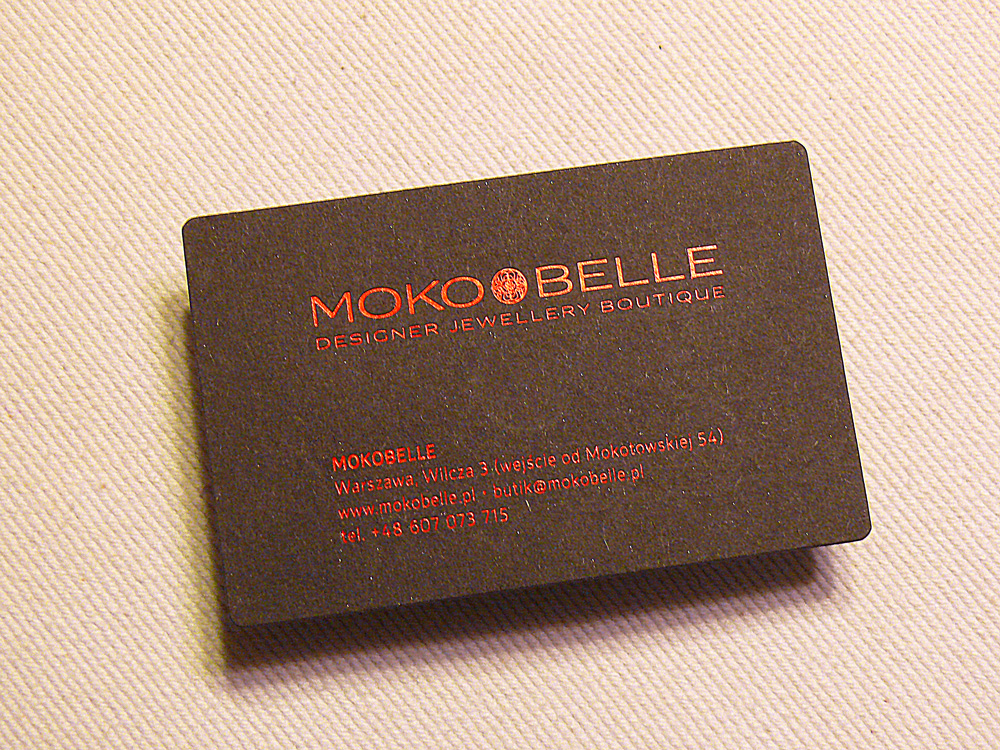 MOKO BELLE
DESIGNER JEWELLERY BOUTIQUE
MOKOBELLE
Warszawa, Wilcza 3 (wejście od Mokotowskiej 54)
www.mokobelle.pl · butik@mokobelle.pl
tel. +48 607 073 715